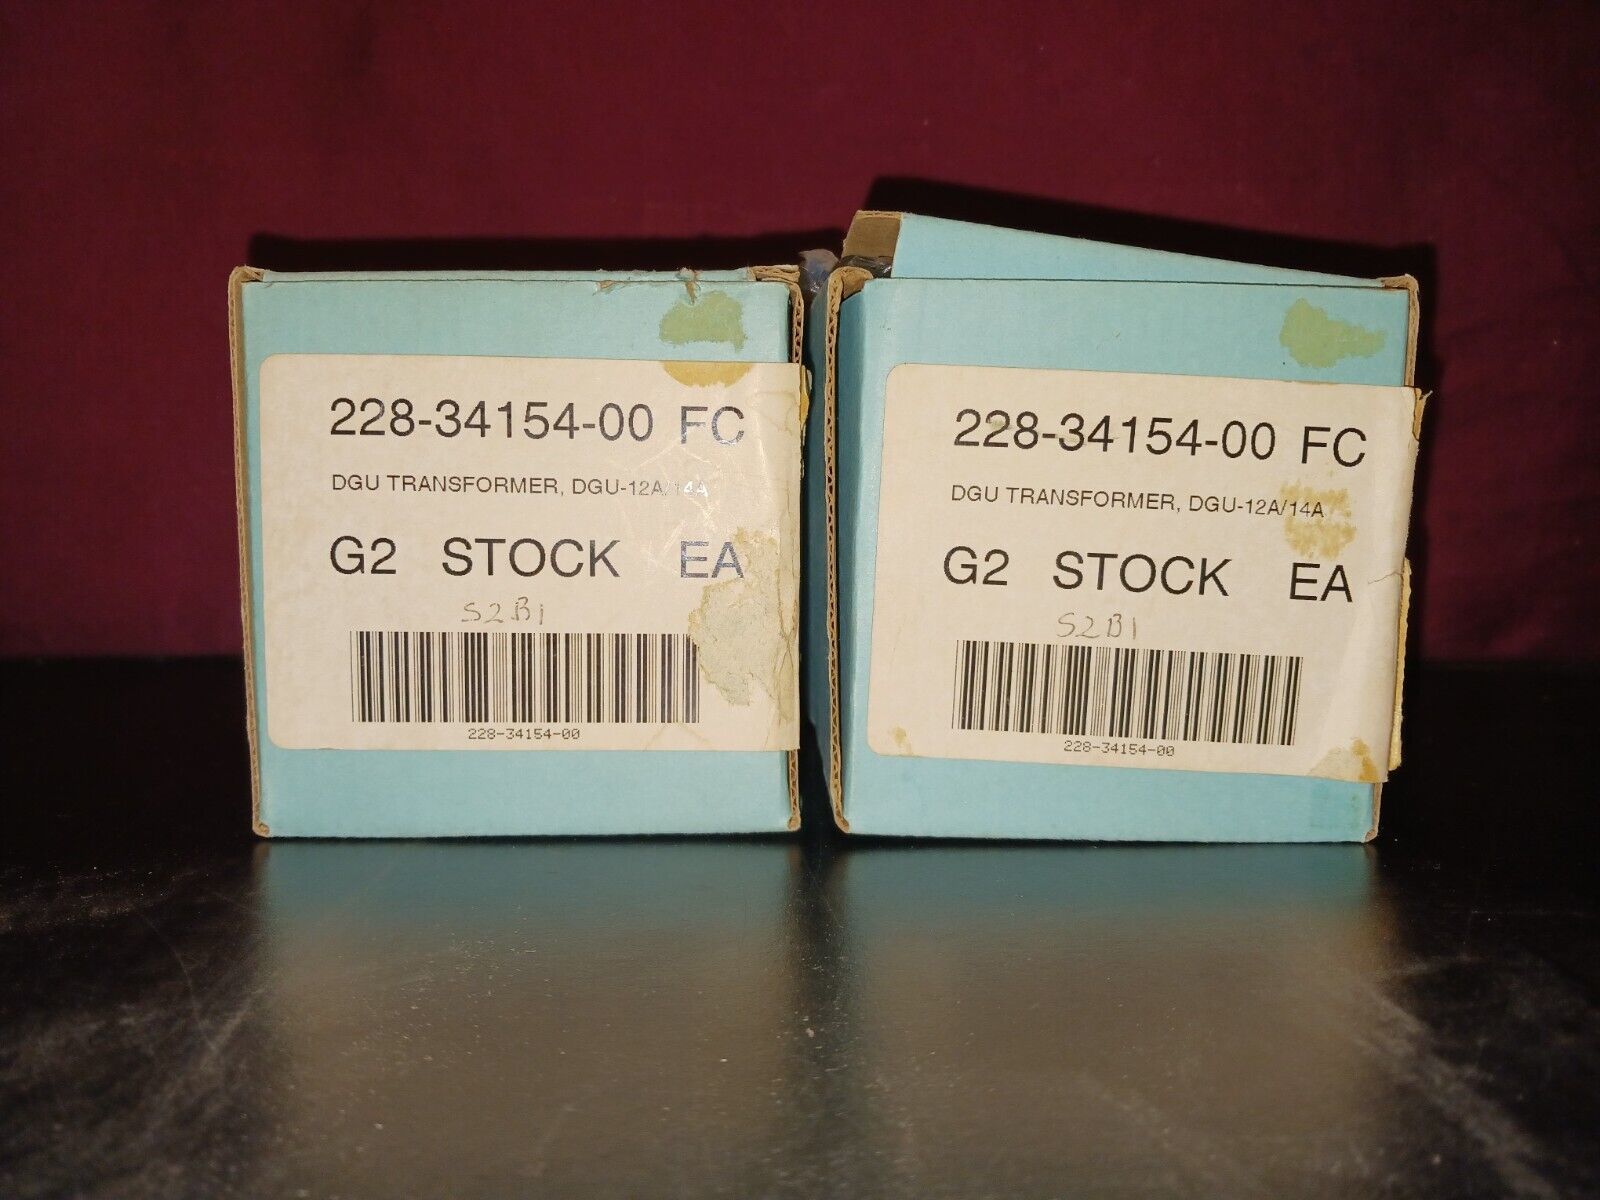 228-34154-00 FC
DGU TRANSFORMER, DGU-12A/14A
G2 STOCK EA
S2B1
228-34154-00
228-34154-00 FC
DGU TRANSFORMER, DGU-12A/14A
G2 STOCK EA
S2B1
228-34154-00